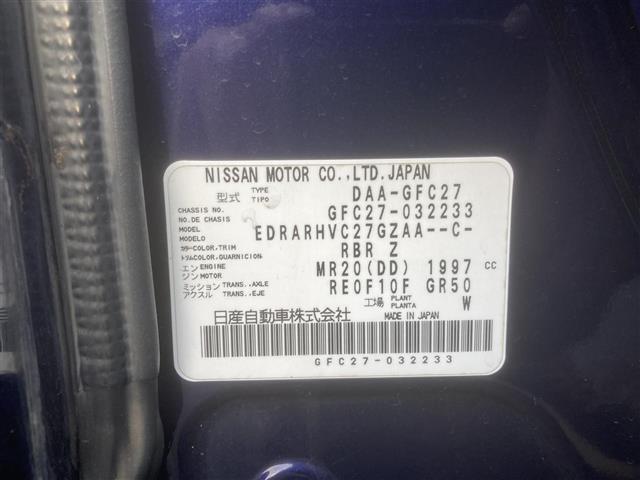 NISSAN MOTOR CO.,LTD.JAPAN
型式 TYPE TIPO DAA-GFC27
CHASSIS NO. NO.DE CHASIS GFC27-032233
MODEL MODELO EDRARHVC27GZAA--C-
カラー COLOR,TRIM トリム COLOR,GUARNICION RBR Z
エンジン ENGINE MOTOR MR20(DD) 1997 CC
ミッション TRANS.,AXLE アクスル TRANS.,EJE RE0F10F GR50
工場 PLANT PLANTA W
日産自動車株式会社 MADE IN JAPAN
GFC27-032233